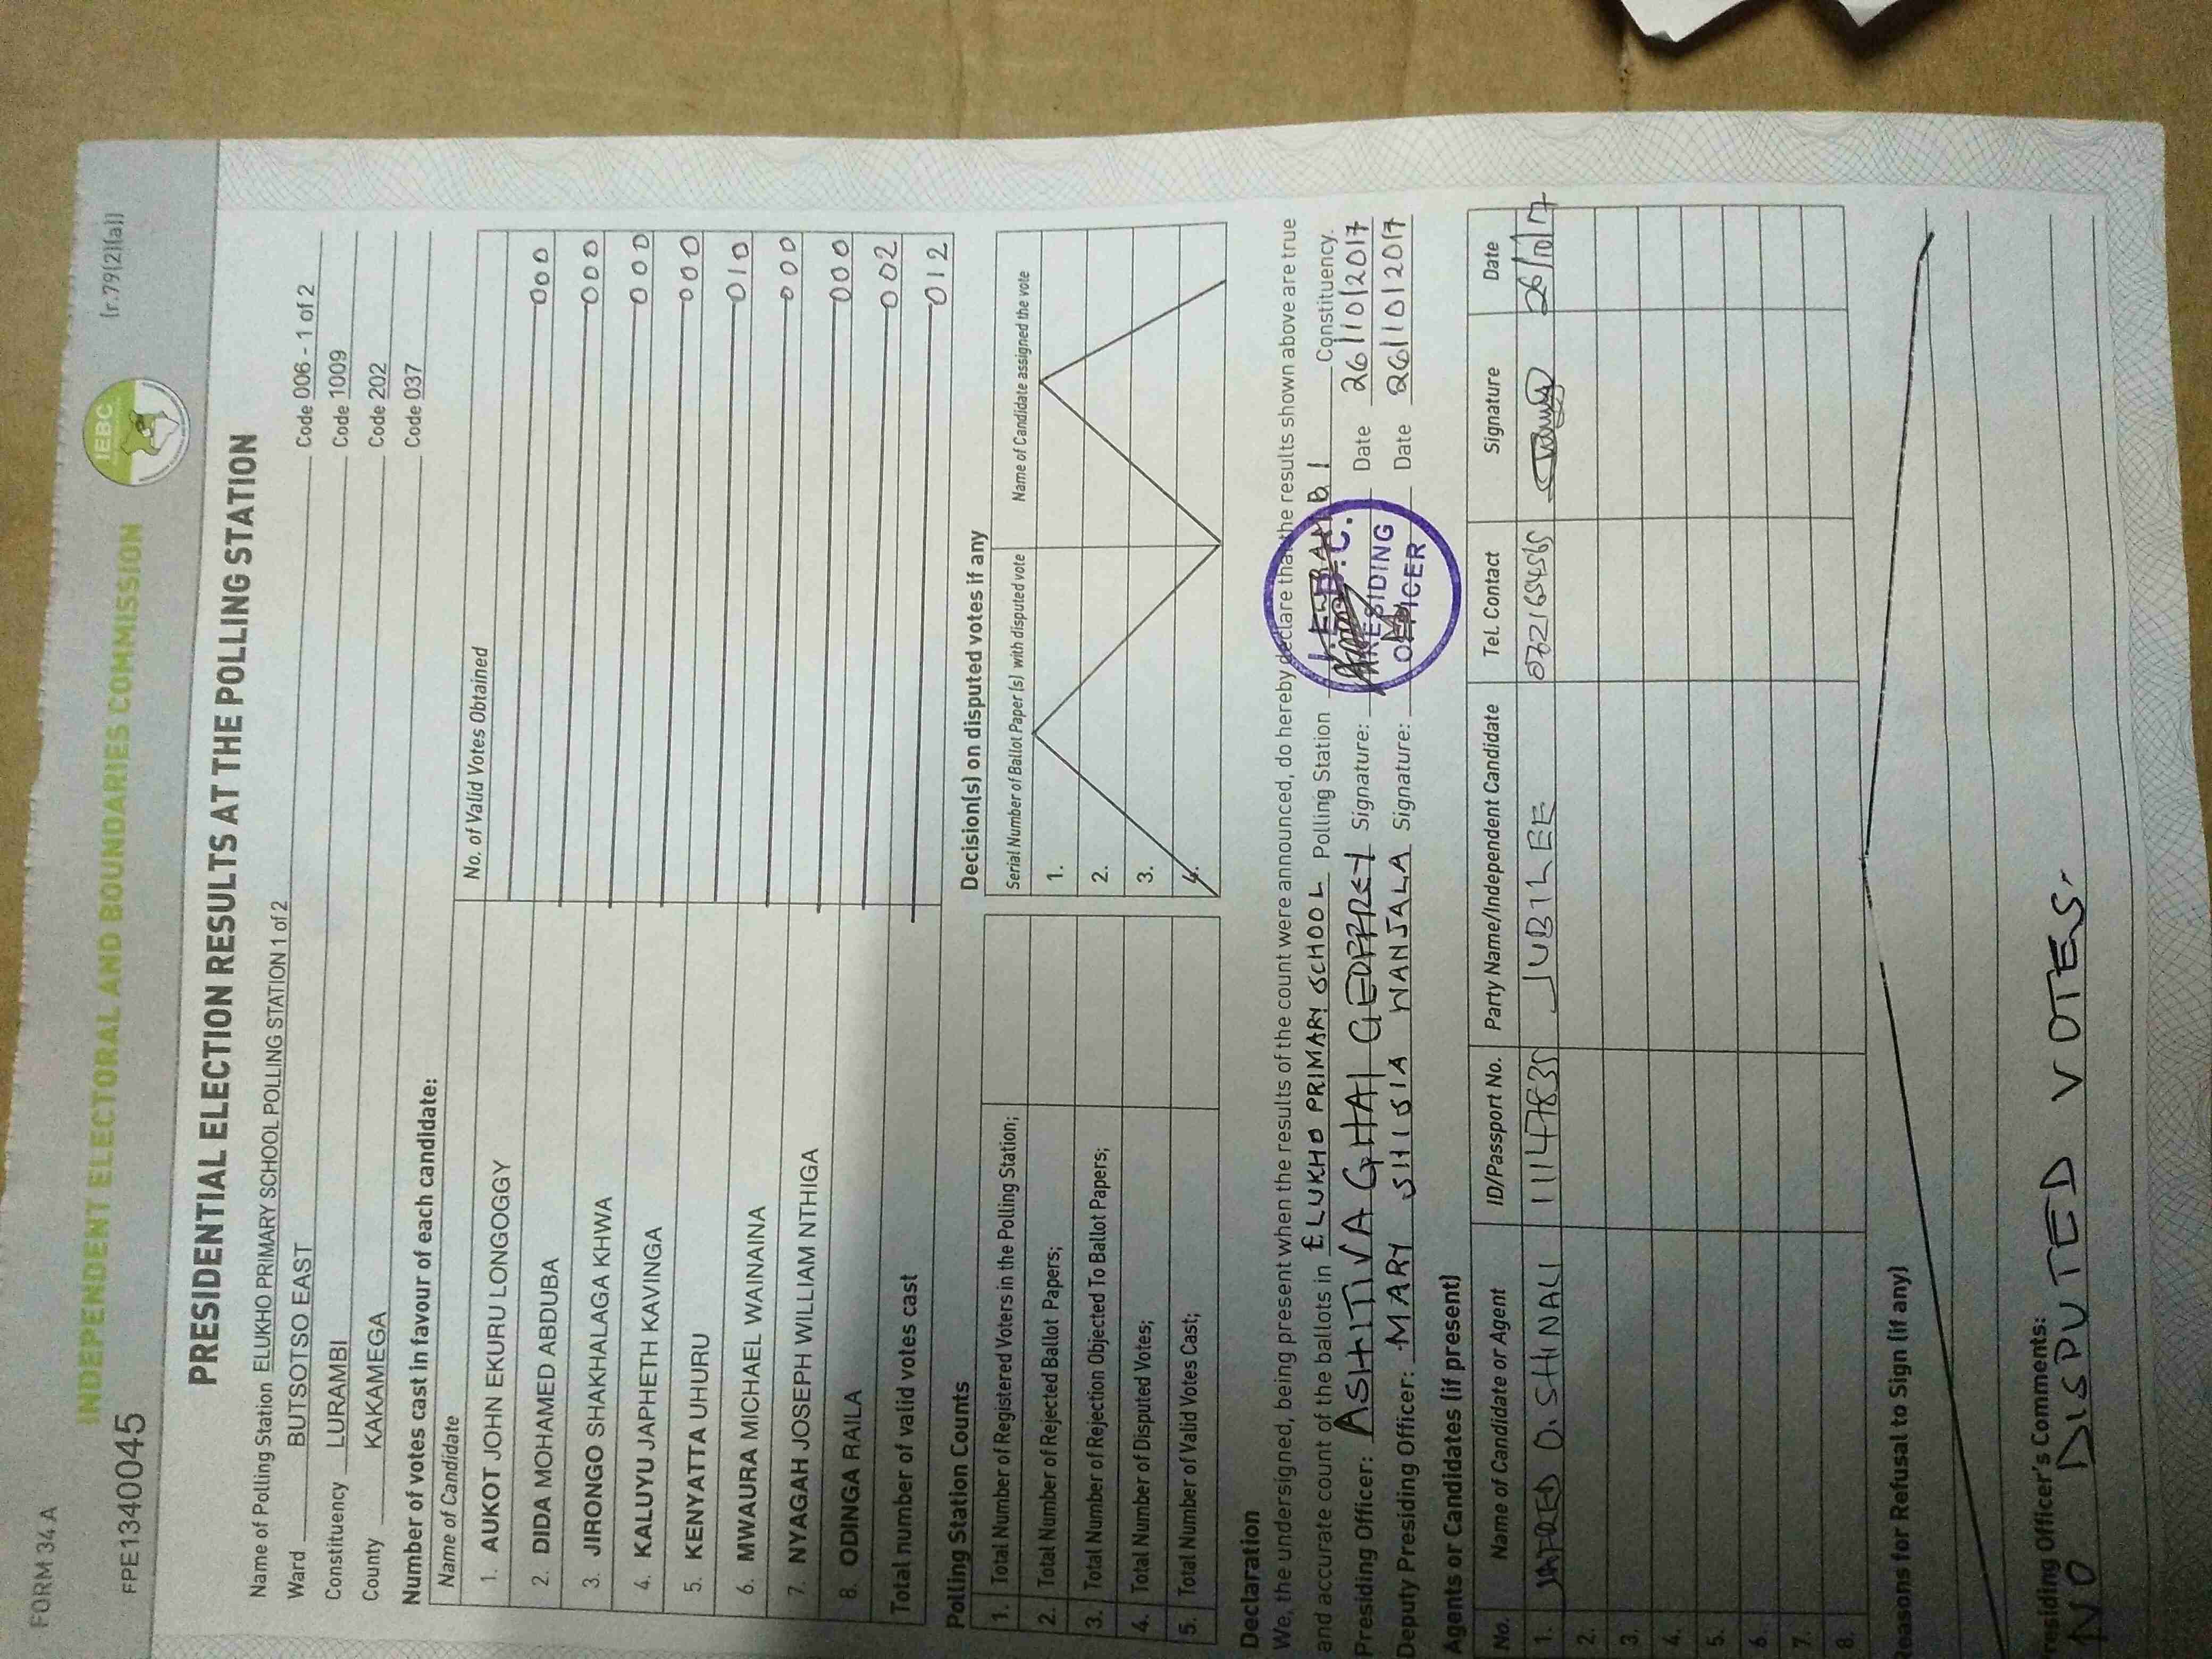 FORM 34 A
INDEPENDENT ELECTORAL AND BOUNDARIES COMMISSION
IEBC
(r.79(2)(a))
FPE1340045
PRESIDENTIAL ELECTION RESULTS AT THE POLLING STATION
Name of Polling Station ELUKHO PRIMARY SCHOOL POLLING STATION 1 of 2 Code 006 - 1 of 2
Ward BUTSOTSO EAST Code 1009
Constituency LURAMBI Code 202
County KAKAMEGA Code 037
Number of votes cast in favour of each candidate:
Name of Candidate No. of Valid Votes Obtained
1. AUKOT JOHN EKURU LONGOGGY 000
2. DIDA MOHAMED ABDUBA 000
3. JIRONGO SHAKHALAGA KHWA 000
4. KALUYU JAPHETH KAVINGA 000
5. KENYATTA UHURU 010
6. MWAURA MICHAEL WAINAINA 000
7. NYAGAH JOSEPH WILLIAM NTHIGA 000
8. ODINGA RAILA 002
Total number of valid votes cast 012
Polling Station Counts
1. Total Number of Registered Voters in the Polling Station;
2. Total Number of Rejected Ballot Papers;
3. Total Number of Rejection Objected To Ballot Papers;
4. Total Number of Disputed Votes;
5. Total Number of Valid Votes Cast;
Decision(s) on disputed votes if any
Serial Number of Ballot Paper (s) with disputed vote Name of Candidate assigned the vote
1.
2.
3.
4.
Declaration
We, the undersigned, being present when the results of the count were announced, do hereby declare that the results shown above are true
and accurate count of the ballots in ELUKHO PRIMARY SCHOOL Polling Station LURAMBI Constituency.
Presiding Officer: ASHITIVA GHAI GEOFFREY Signature: Date 26/10/2017
Deputy Presiding Officer: MARY SHISIA WANJALA Signature: Date 26/10/2017
I.E.B.C.
PRESIDING
OFFICER
Agents or Candidates (if present)
No. Name of Candidate or Agent ID/Passport No. Party Name/Independent Candidate Tel. Contact Signature Date
1. JAPRED O. SHINALI 11147835 JUBILEE 0721684565 26/10/17
2.
3.
4.
5.
6.
7.
8.
Reasons for Refusal to Sign (if any)
Presiding Officer's Comments:
NO DISPUTED VOTES.